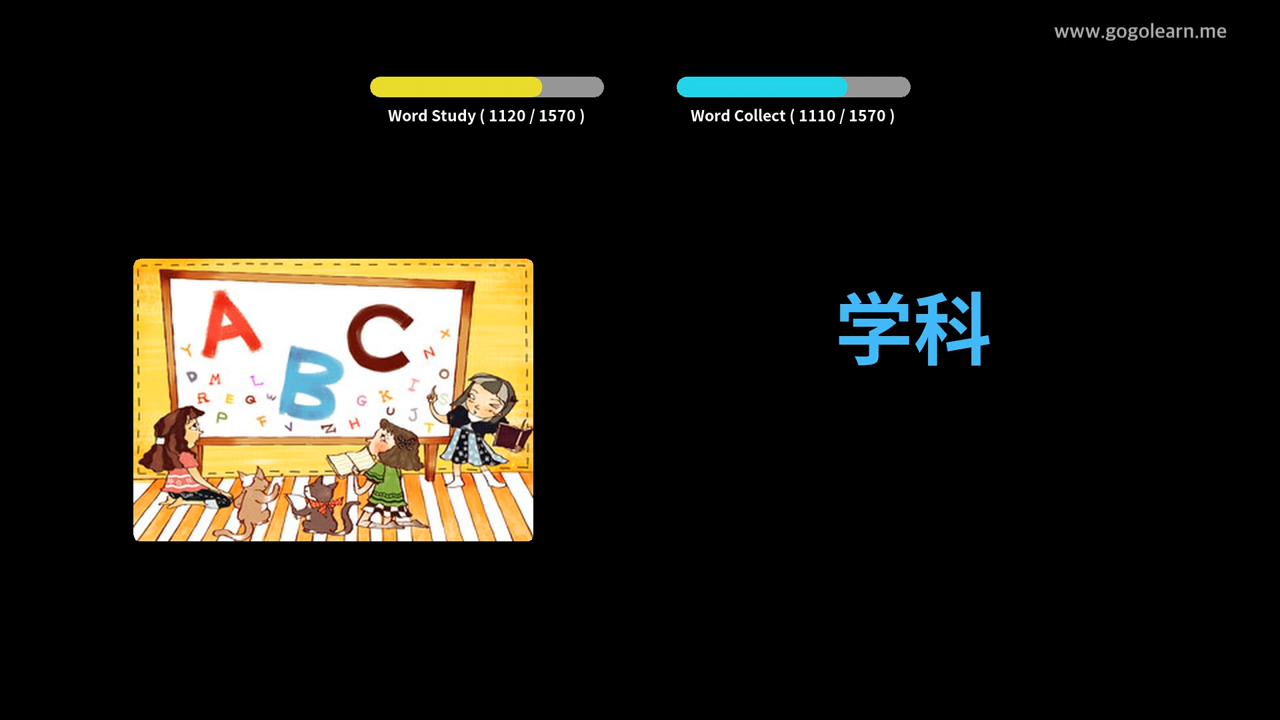 www.gogolearn.me
Word Study ( 1120 / 1570 )
Word Collect ( 1110 / 1570 )
学科
A
B
C
Y
X
N
D
M
L
O
R
E
Q
W
G
K
I
S
P
F
V
Z
H
U
J
T